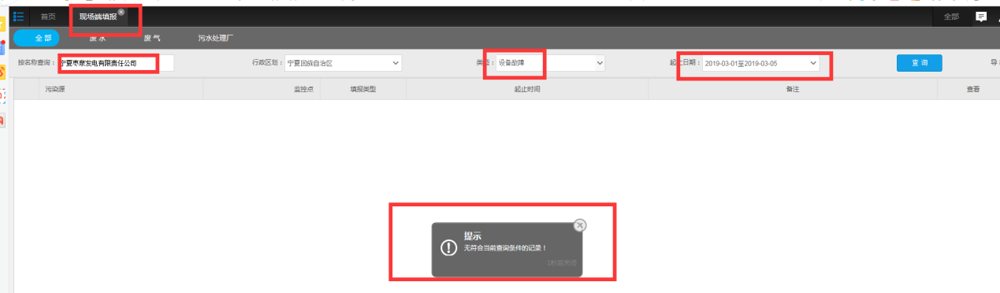 首页 现场端填报 全部
全部 废水 废气 污水处理厂
按名称查询： 宁夏枣泉发电有限责任公司 行政区划： 宁夏回族自治区 类型： 设备故障 起止日期： 2019-03-01至2019-03-05 查询 导
污染源 监控点 填报类型 起止时间 备注 查看
提示
无符合当前查询条件的记录！
1秒后关闭